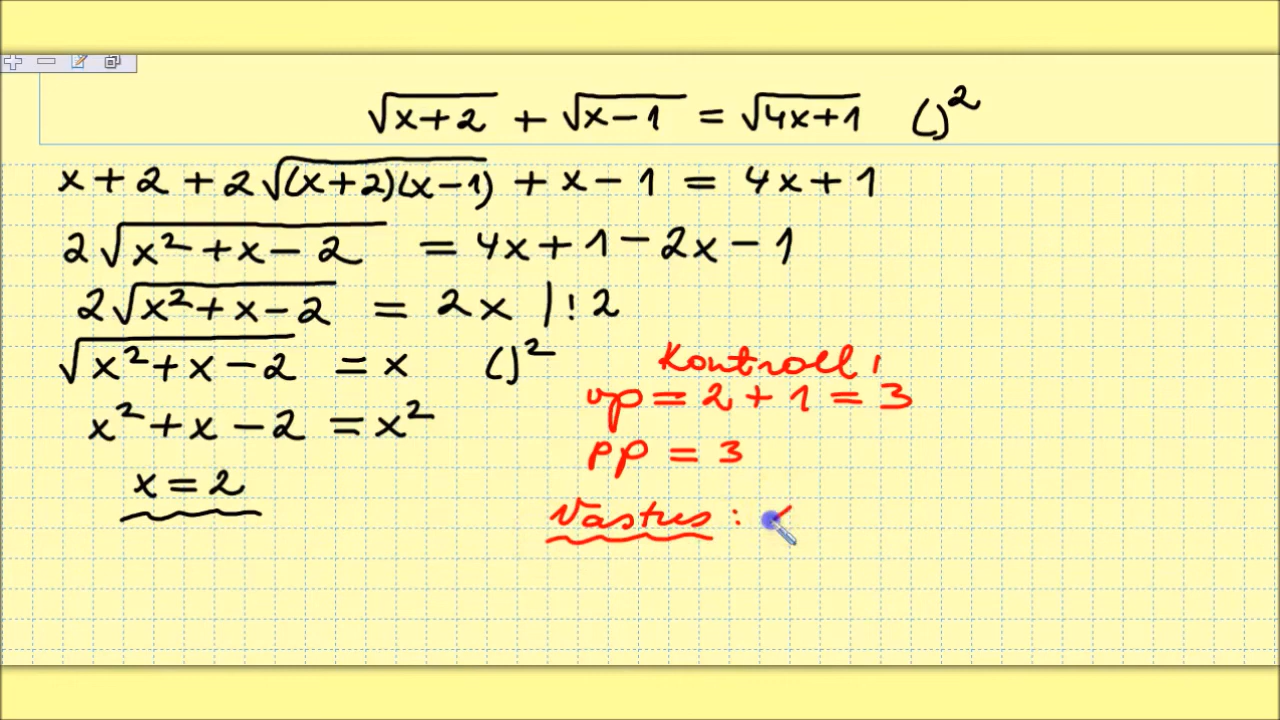 √(x+2) + √(x−1) = √(4x+1) ()²
x + 2 + 2√((x+2)(x−1)) + x − 1 = 4x + 1
2√(x² + x − 2) = 4x + 1 − 2x − 1
2√(x² + x − 2) = 2x |: 2
√(x² + x − 2) = x ()²
x² + x − 2 = x²
x = 2
Kontroll!
vp = 2 + 1 = 3
pp = 3
Vastus: